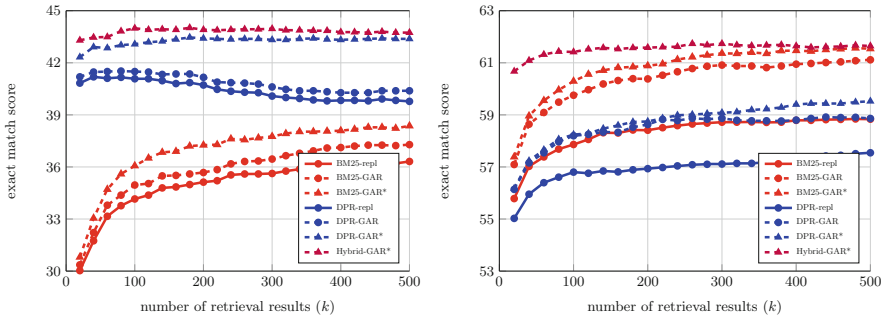 exact match score
45
42
39
36
33
30
0
100
200
300
400
500
number of retrieval results (k)
BM25-repl
BM25-GAR
BM25-GAR*
DPR-repl
DPR-GAR
DPR-GAR*
Hybrid-GAR*
exact match score
63
61
59
57
55
53
0
100
200
300
400
500
number of retrieval results (k)
BM25-repl
BM25-GAR
BM25-GAR*
DPR-repl
DPR-GAR
DPR-GAR*
Hybrid-GAR*